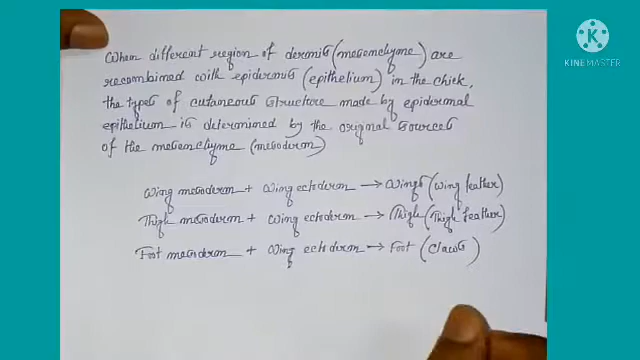 When different region of dermis (mesenchyme) are
recombined with epidermis (epithelium) in the chick,
the types of cutaneous structure made by epidermal
epithelium is determined by the original sources
of the mesenchyme (mesoderm)
Wing mesoderm + Wing ectoderm → Wings (Wing feather)
Thigh mesoderm + Wing ectoderm → Thigh (Thigh feather)
Foot mesoderm + Wing ectoderm → Foot (Claws)
K
KINEMASTER